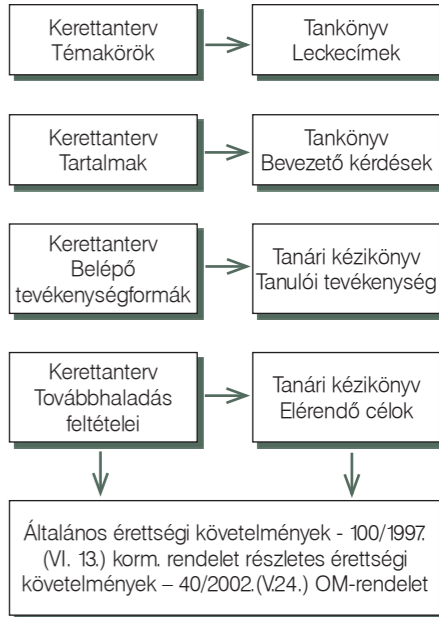 Kerettanterv
Témakörök
Tankönyv
Leckecímek
Kerettanterv
Tartalmak
Tankönyv
Bevezető kérdések
Kerettanterv
Belépő
tevékenységformák
Tanári kézikönyv
Tanulói tevékenység
Kerettanterv
Továbbhaladás
feltételei
Tanári kézikönyv
Elérendő célok
Általános érettségi követelmények - 100/1997.
(VI. 13.) korm. rendelet részletes érettségi
követelmények – 40/2002.(V.24.) OM-rendelet